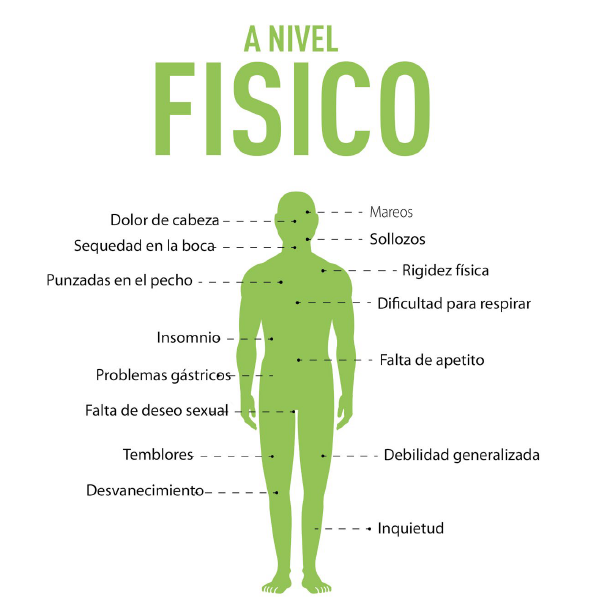 A NIVEL
FISICO
Dolor de cabeza
Sequedad en la boca
Punzadas en el pecho
Insomnio
Problemas gástricos
Falta de deseo sexual
Temblores
Desvanecimiento
Mareos
Sollozos
Rigidez física
Dificultad para respirar
Falta de apetito
Debilidad generalizada
Inquietud